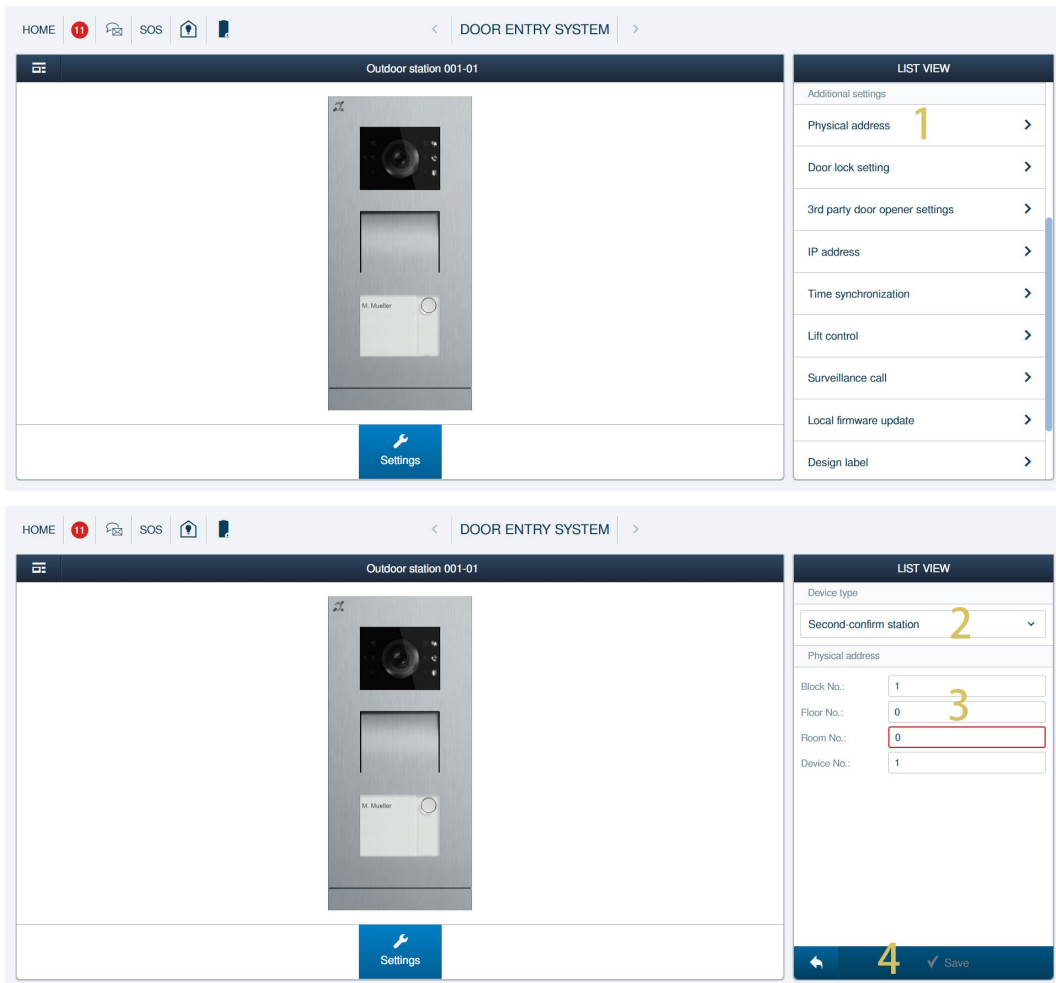 HOME 11 SOS DOOR ENTRY SYSTEM
Outdoor station 001-01
M. Mueller
Settings
LIST VIEW
Additional settings
Physical address 1
Door lock setting
3rd party door opener settings
IP address
Time synchronization
Lift control
Surveillance call
Local firmware update
Design label
HOME 11 SOS DOOR ENTRY SYSTEM
Outdoor station 001-01
M. Mueller
Settings
LIST VIEW
Device type
Second-confirm station 2
Physical address
Block No.: 1
3
Floor No.: 0
Room No.: 0
Device No.: 1
4 Save